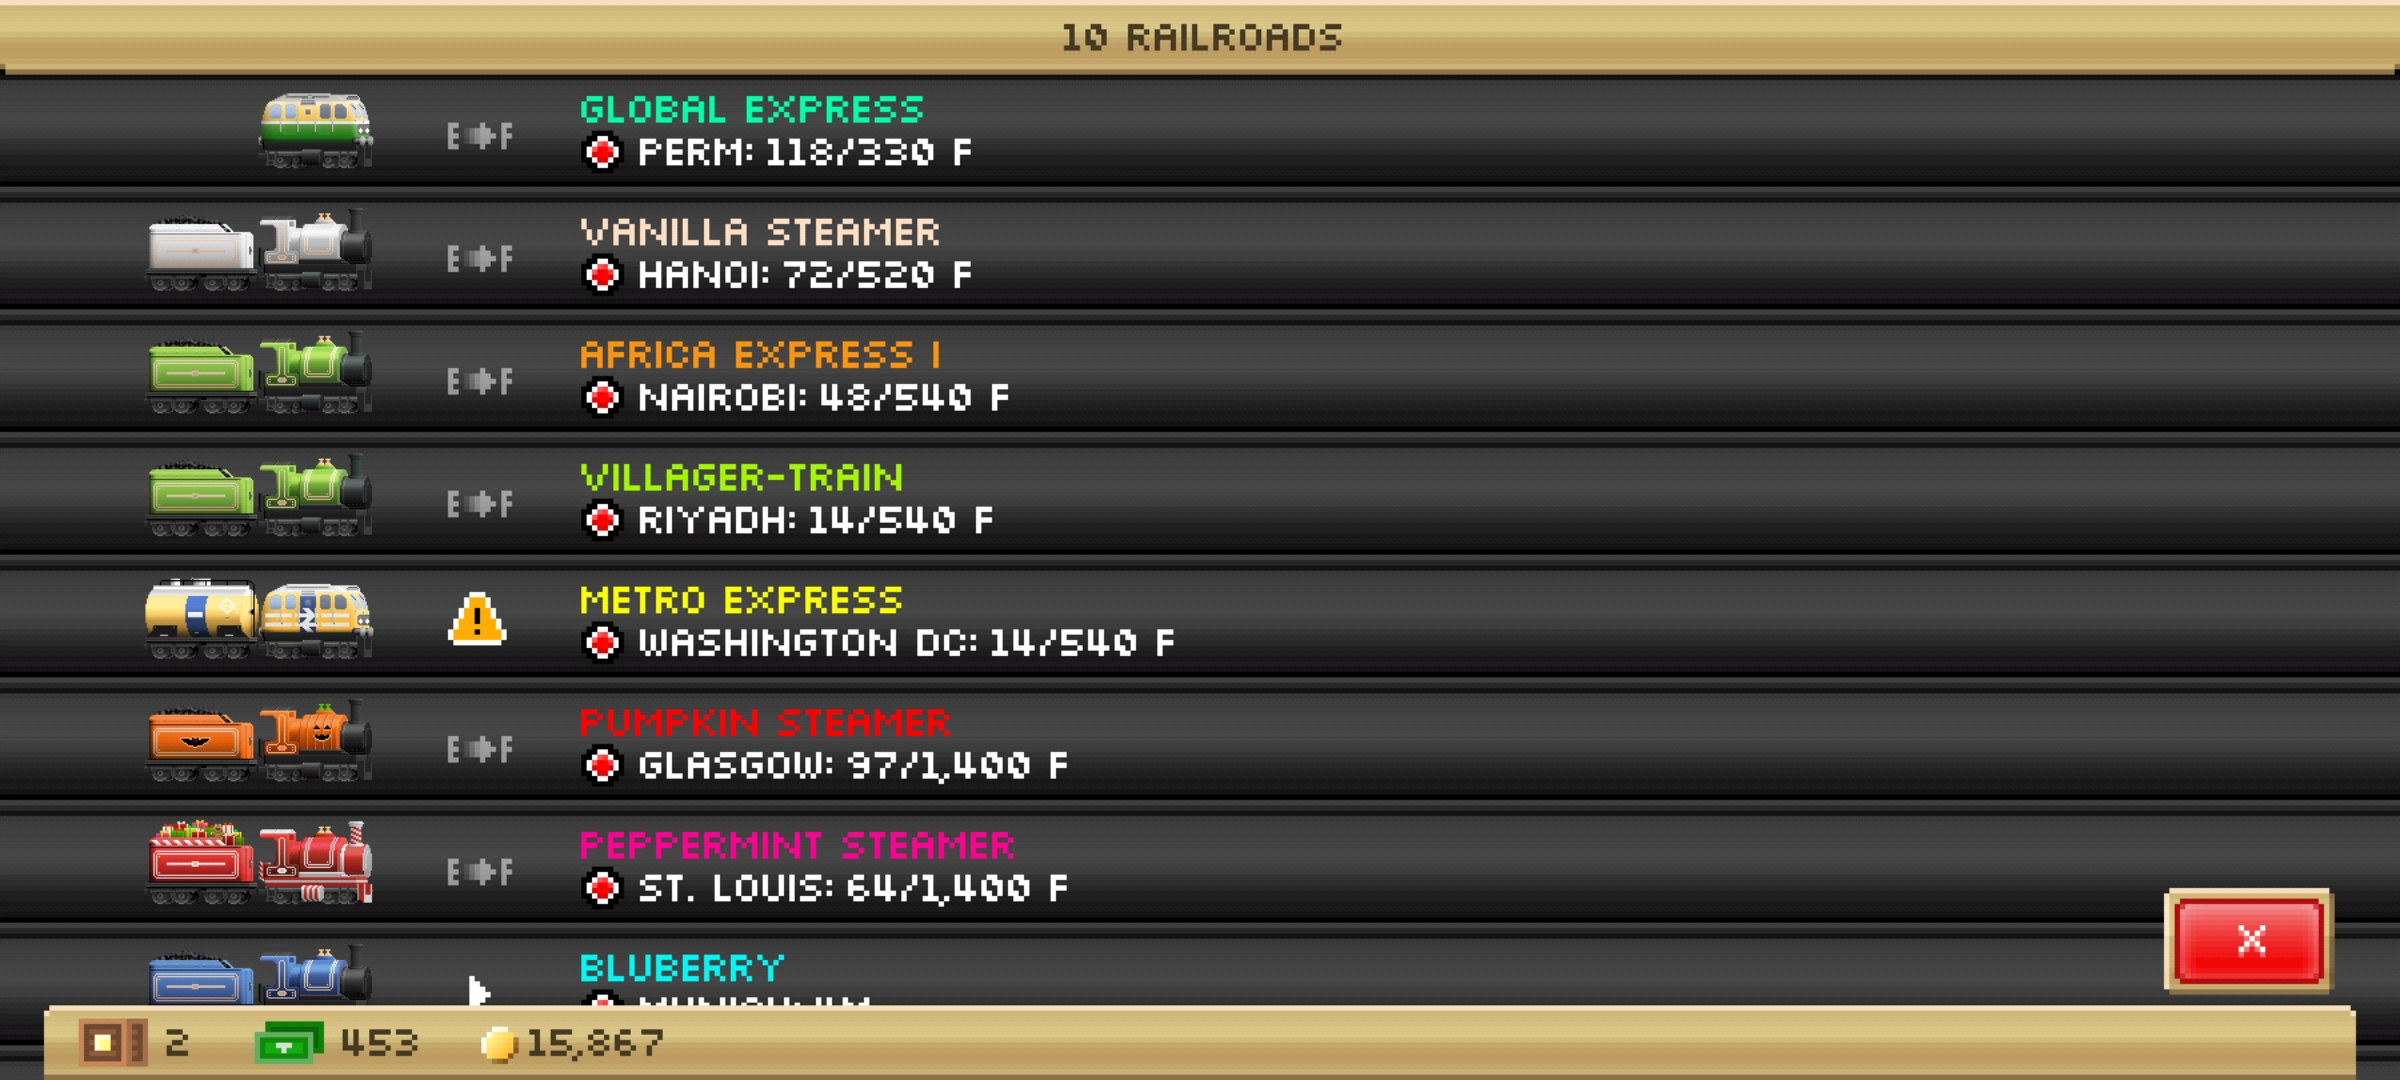 10 RAILROADS
GLOBAL EXPRESS
E F
PERM: 118/330 F
VANILLA STEAMER
E F
HANOI: 72/520 F
AFRICA EXPRESS I
E F
NAIROBI: 48/540 F
VILLAGER-TRAIN
E F
RIYADH: 14/540 F
METRO EXPRESS
!
WASHINGTON DC: 14/540 F
PUMPKIN STEAMER
E F
GLASGOW: 97/1,400 F
PEPPERMINT STEAMER
E F
ST. LOUIS: 64/1,400 F
X
BLUBERRY
2 453 15,867